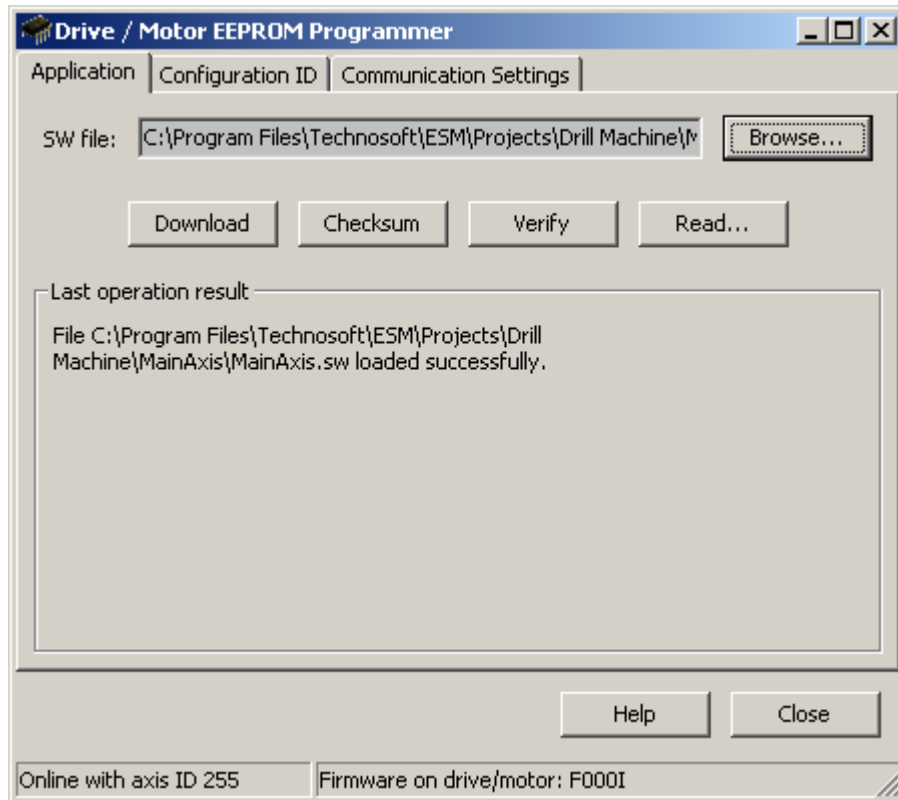 Drive / Motor EEPROM Programmer
Application Configuration ID Communication Settings
SW file: C:\Program Files\Technosoft\ESM\Projects\Drill Machine\M Browse...
Download Checksum Verify Read...
Last operation result
File C:\Program Files\Technosoft\ESM\Projects\Drill
Machine\MainAxis\MainAxis.sw loaded successfully.
Help Close
Online with axis ID 255 Firmware on drive/motor: F000I